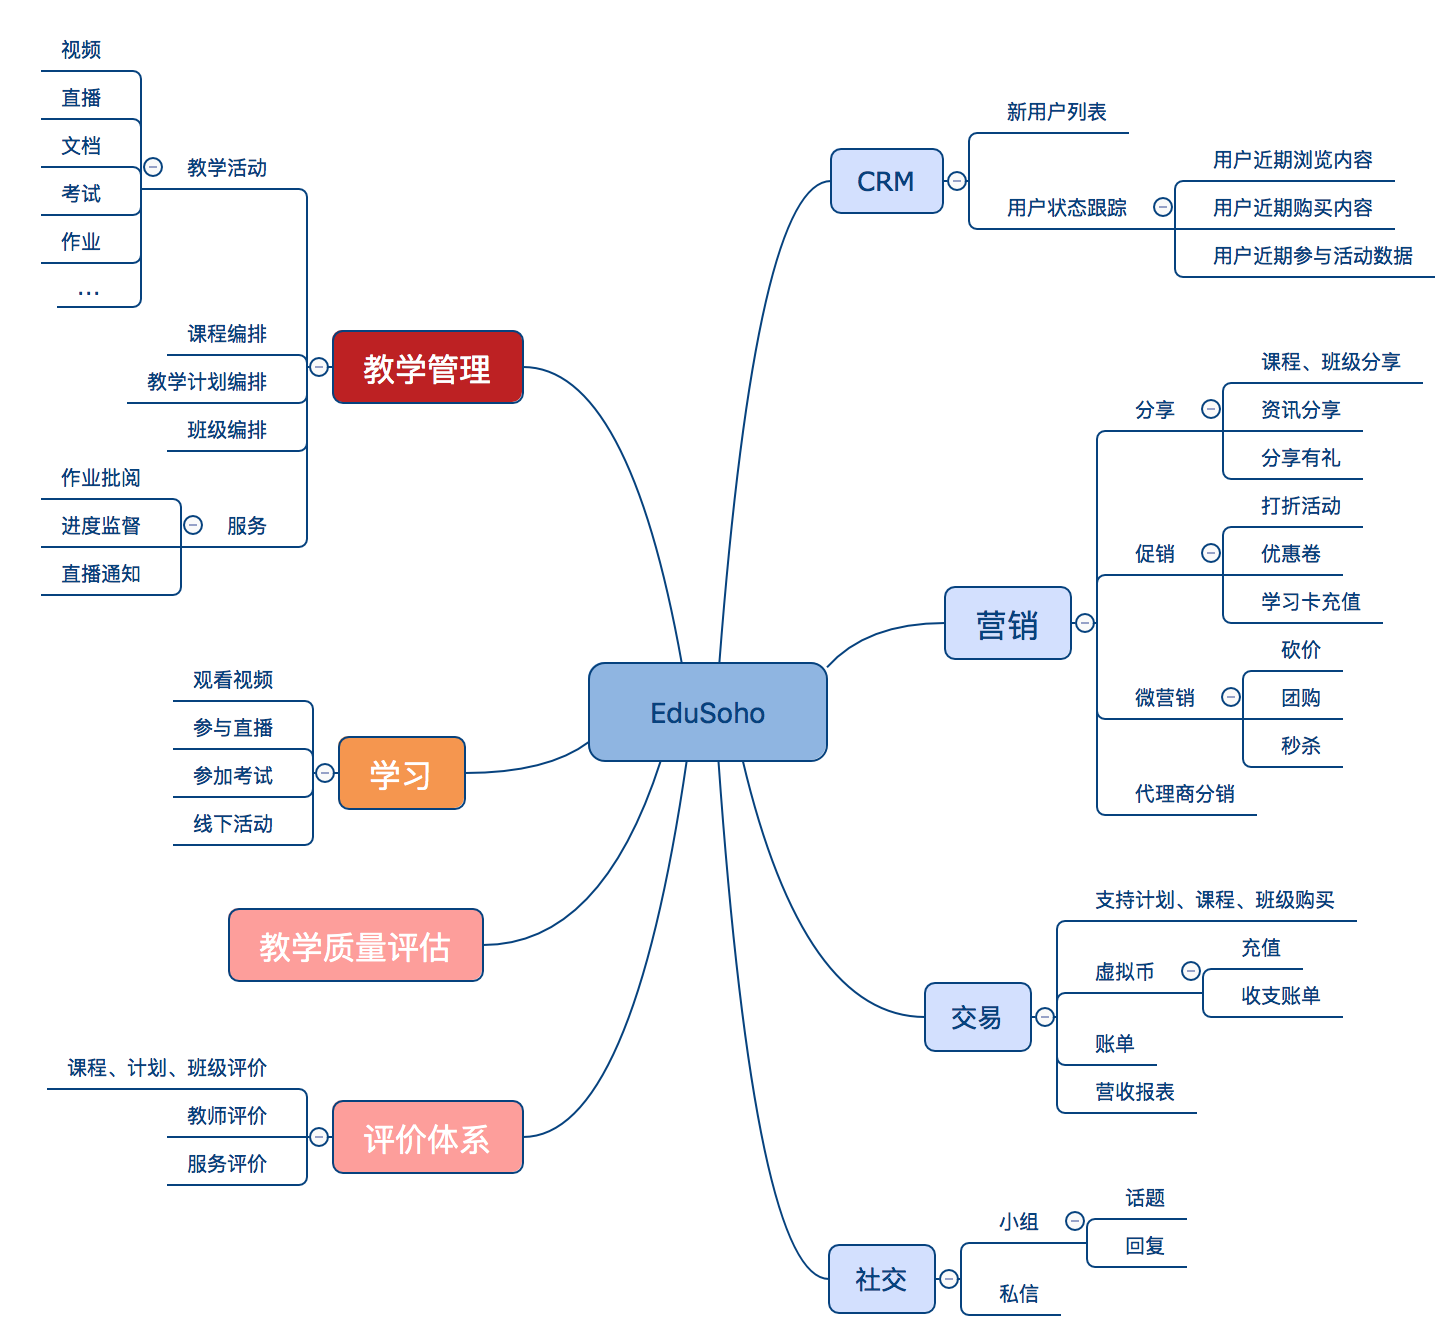 EduSoho
CRM
新用户列表
用户状态跟踪
用户近期浏览内容
用户近期购买内容
用户近期参与活动数据
营销
分享
课程、班级分享
资讯分享
分享有礼
促销
打折活动
优惠卷
学习卡充值
微营销
砍价
团购
秒杀
代理商分销
交易
支持计划、课程、班级购买
虚拟币
充值
收支账单
账单
营收报表
社交
小组
话题
回复
私信
教学管理
教学活动
视频
直播
文档
考试
作业
...
课程编排
教学计划编排
班级编排
服务
作业批阅
进度监督
直播通知
学习
观看视频
参与直播
参加考试
线下活动
教学质量评估
评价体系
课程、计划、班级评价
教师评价
服务评价